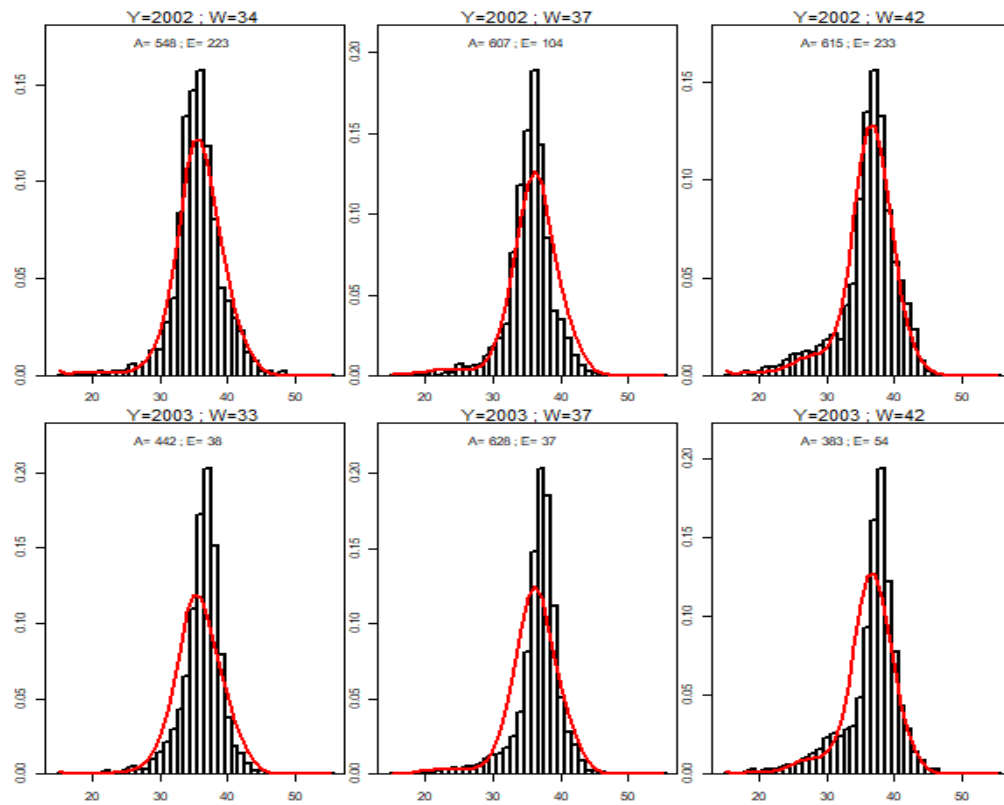 Y=2002 ; W=34
A= 548 ; E= 223
0.15
0.10
0.05
0.00
20 30 40 50
Y=2002 ; W=37
A= 607 ; E= 104
0.20
0.15
0.10
0.05
0.00
20 30 40 50
Y=2002 ; W=42
A= 615 ; E= 233
0.15
0.10
0.05
0.00
20 30 40 50
Y=2003 ; W=33
A= 442 ; E= 38
0.20
0.15
0.10
0.05
0.00
20 30 40 50
Y=2003 ; W=37
A= 628 ; E= 37
0.20
0.15
0.10
0.05
0.00
20 30 40 50
Y=2003 ; W=42
A= 383 ; E= 54
0.20
0.15
0.10
0.05
0.00
20 30 40 50